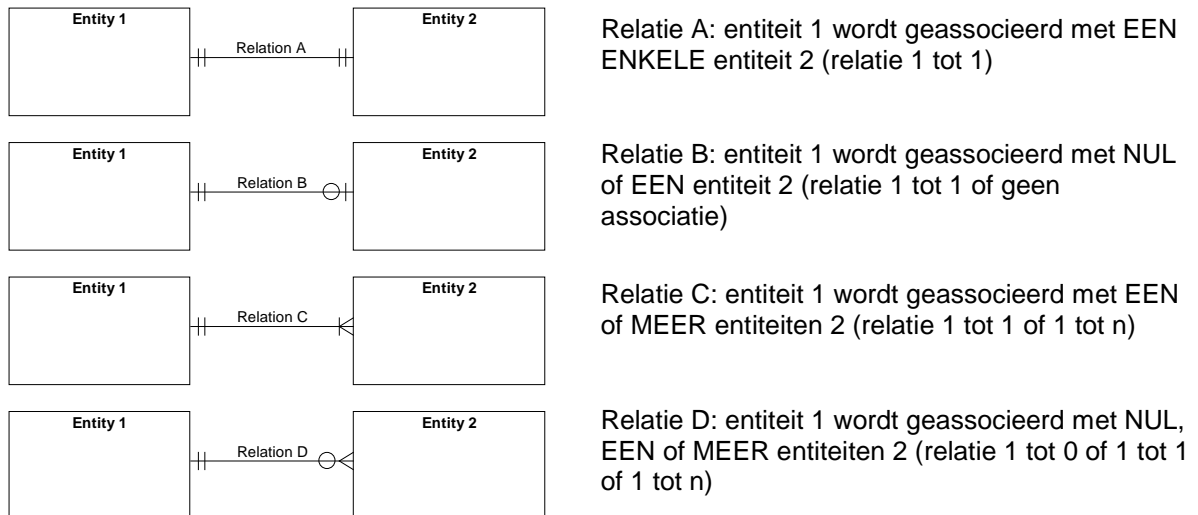 Entity 1
Entity 2
Relation A
Relatie A: entiteit 1 wordt geassocieerd met EEN
ENKELE entiteit 2 (relatie 1 tot 1)
Entity 1
Entity 2
Relation B
Relatie B: entiteit 1 wordt geassocieerd met NUL
of EEN entiteit 2 (relatie 1 tot 1 of geen
associatie)
Entity 1
Entity 2
Relation C
Relatie C: entiteit 1 wordt geassocieerd met EEN
of MEER entiteiten 2 (relatie 1 tot 1 of 1 tot n)
Entity 1
Entity 2
Relation D
Relatie D: entiteit 1 wordt geassocieerd met NUL,
EEN of MEER entiteiten 2 (relatie 1 tot 0 of 1 tot 1
of 1 tot n)